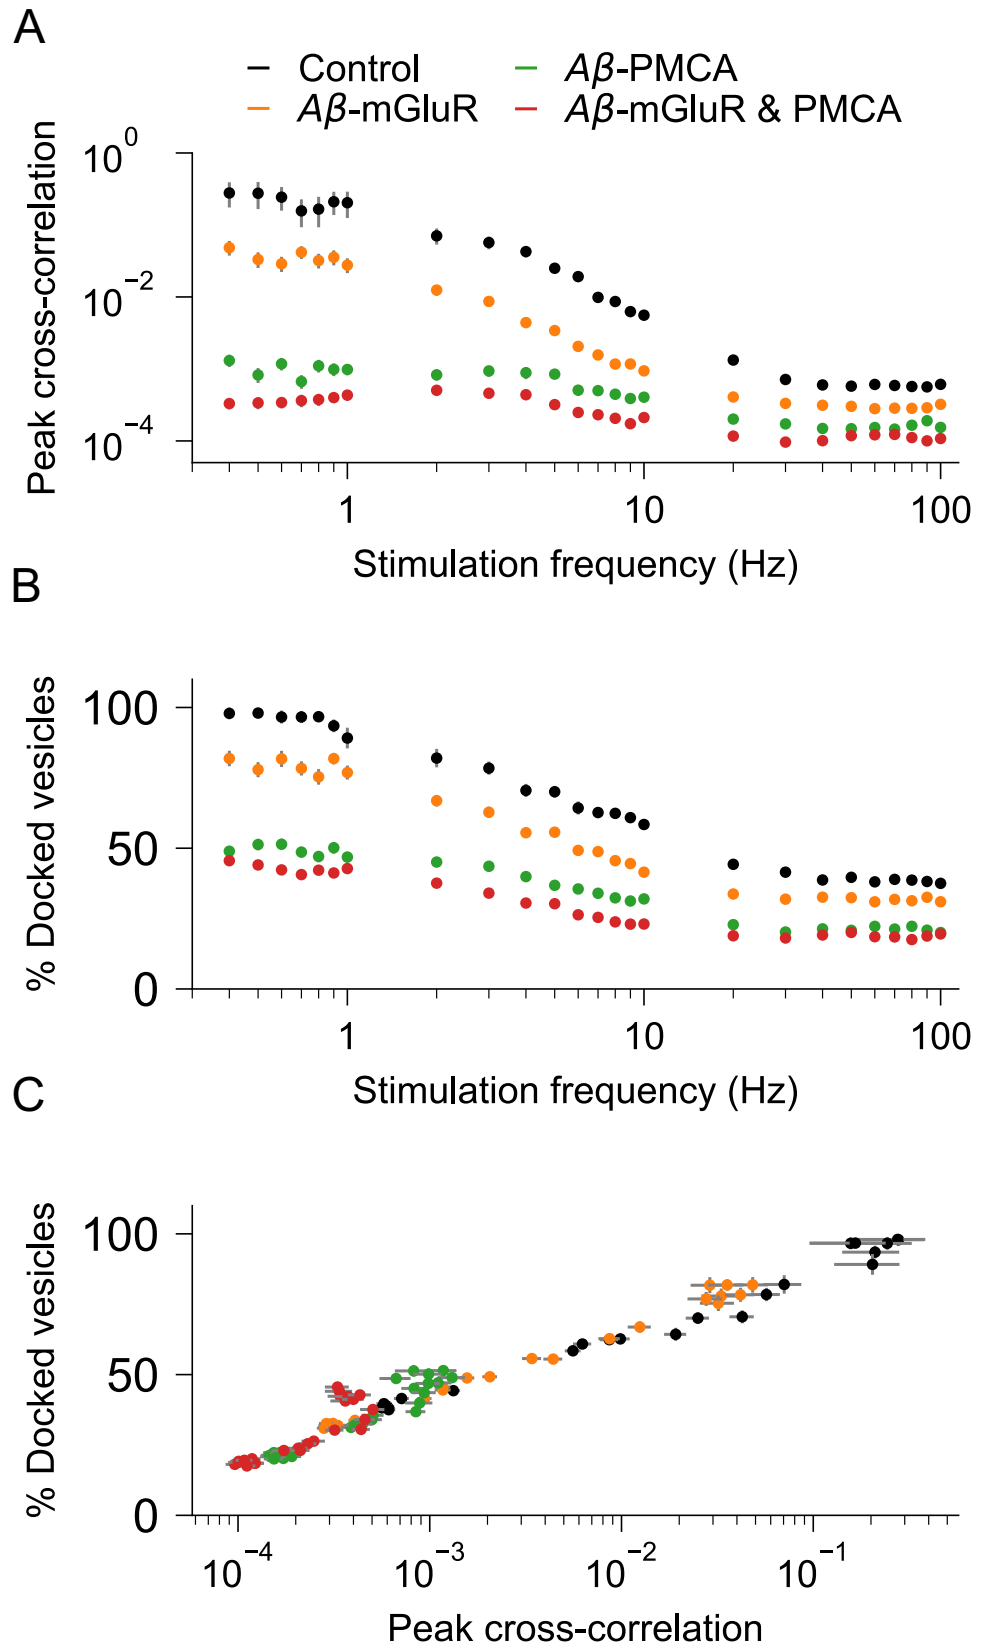 A
Control
Aβ-PMCA
Aβ-mGluR
Aβ-mGluR & PMCA
Peak cross-correlation
10⁰
10⁻²
10⁻⁴
1
10
100
Stimulation frequency (Hz)
B
% Docked vesicles
100
50
0
1
10
100
Stimulation frequency (Hz)
C
% Docked vesicles
100
50
0
10⁻⁴
10⁻³
10⁻²
10⁻¹
Peak cross-correlation